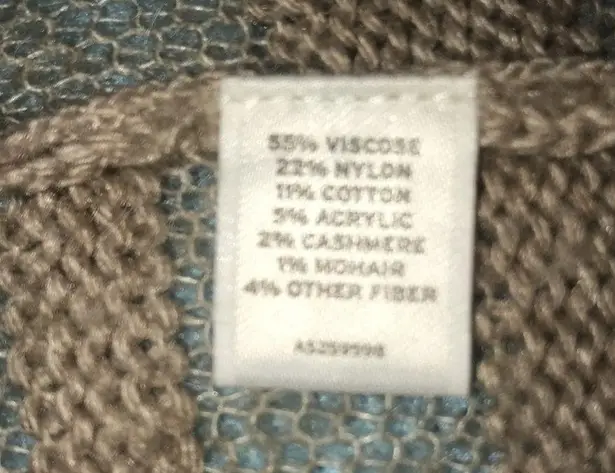 55% VISCOSE
22% NYLON
11% COTTON
5% ACRYLIC
2% CASHMERE
1% MOHAIR
4% OTHER FIBER